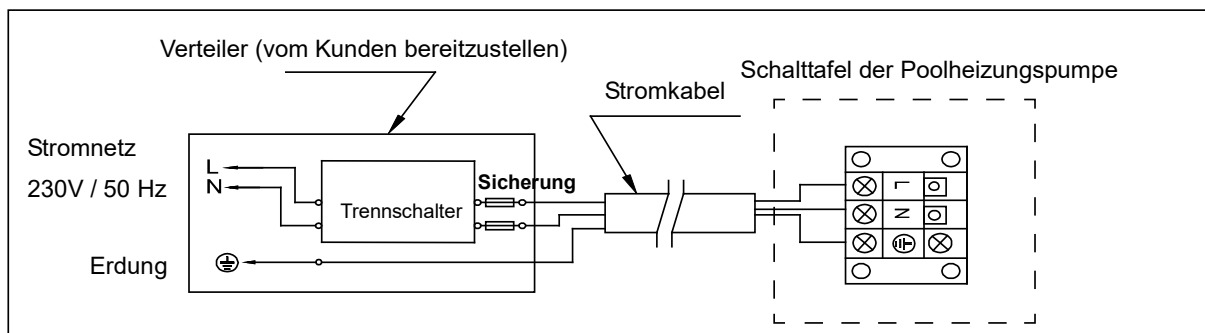 Verteiler (vom Kunden bereitzustellen)
Schalttafel der Poolheizungspumpe
Stromkabel
Stromnetz
230V / 50 Hz
L
N
Sicherung
Trennschalter
Erdung
L
N